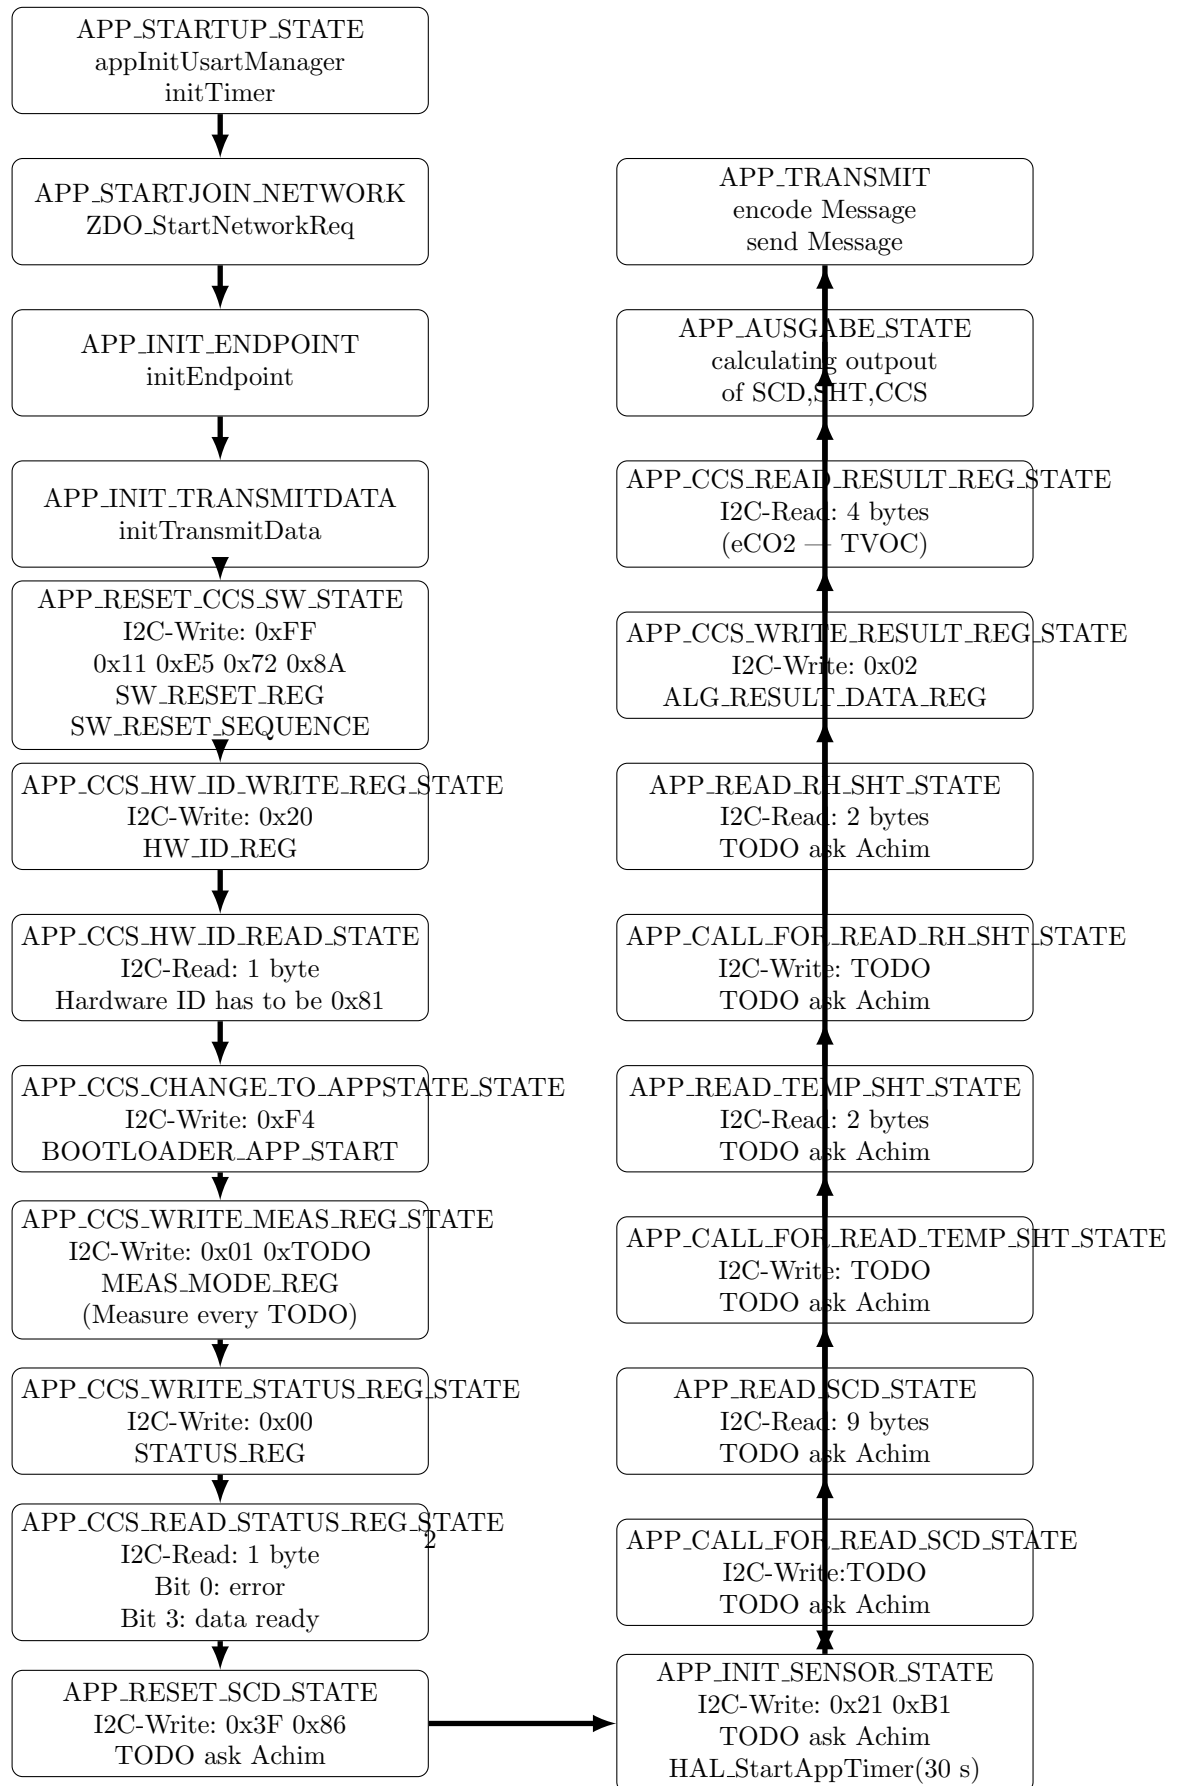 APP_STARTUP_STATE
appInitUsartManager
initTimer
APP_STARTJOIN_NETWORK
ZDO_StartNetworkReq
APP_INIT_ENDPOINT
initEndpoint
APP_INIT_TRANSMITDATA
initTransmitData
APP_RESET_CCS_SW_STATE
I2C-Write: 0xFF
0x11 0xE5 0x72 0x8A
SW_RESET_REG
SW_RESET_SEQUENCE
APP_CCS_HW_ID_WRITE_REG_STATE
I2C-Write: 0x20
HW_ID_REG
APP_CCS_HW_ID_READ_STATE
I2C-Read: 1 byte
Hardware ID has to be 0x81
APP_CCS_CHANGE_TO_APPSTATE_STATE
I2C-Write: 0xF4
BOOTLOADER_APP_START
APP_CCS_WRITE_MEAS_REG_STATE
I2C-Write: 0x01 0xTODO
MEAS_MODE_REG
(Measure every TODO)
APP_CCS_WRITE_STATUS_REG_STATE
I2C-Write: 0x00
STATUS_REG
APP_CCS_READ_STATUS_REG_STATE
I2C-Read: 1 byte
Bit 0: error
Bit 3: data ready
2
APP_RESET_SCD_STATE
I2C-Write: 0x3F 0x86
TODO ask Achim
APP_TRANSMIT
encode Message
send Message
APP_AUSGABE_STATE
calculating outpout
of SCD,SHT,CCS
APP_CCS_READ_RESULT_REG_STATE
I2C-Read: 4 bytes
(eCO2 — TVOC)
APP_CCS_WRITE_RESULT_REG_STATE
I2C-Write: 0x02
ALG_RESULT_DATA_REG
APP_READ_RH_SHT_STATE
I2C-Read: 2 bytes
TODO ask Achim
APP_CALL_FOR_READ_RH_SHT_STATE
I2C-Write: TODO
TODO ask Achim
APP_READ_TEMP_SHT_STATE
I2C-Read: 2 bytes
TODO ask Achim
APP_CALL_FOR_READ_TEMP_SHT_STATE
I2C-Write: TODO
TODO ask Achim
APP_READ_SCD_STATE
I2C-Read: 9 bytes
TODO ask Achim
APP_CALL_FOR_READ_SCD_STATE
I2C-Write:TODO
TODO ask Achim
APP_INIT_SENSOR_STATE
I2C-Write: 0x21 0xB1
TODO ask Achim
HAL_StartAppTimer(30 s)